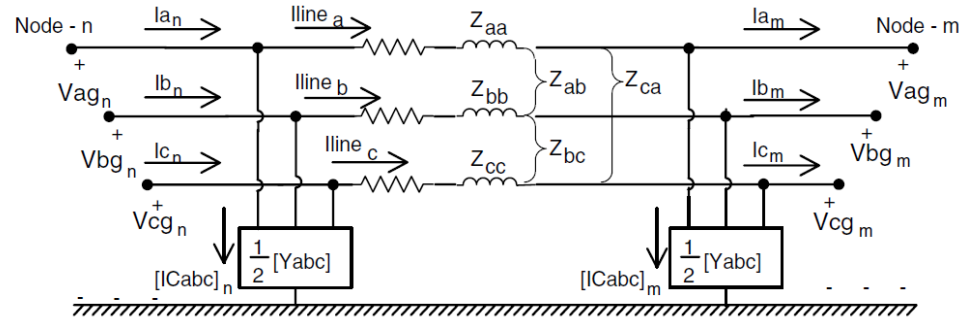 Node - n
Ia n
Iline a
Z aa
Ia m
Node - m
+
Vag n
Ib n
Iline b
Z bb
Z ab
Z ca
Ib m
+
Vag m
+
Vbg n
Ic n
Iline c
Z cc
Z bc
Ic m
+
Vbg m
+
Vcg n
+
Vcg m
[ICabc] n
1/2 [Yabc]
[ICabc] m
1/2 [Yabc]
- - -
- - -